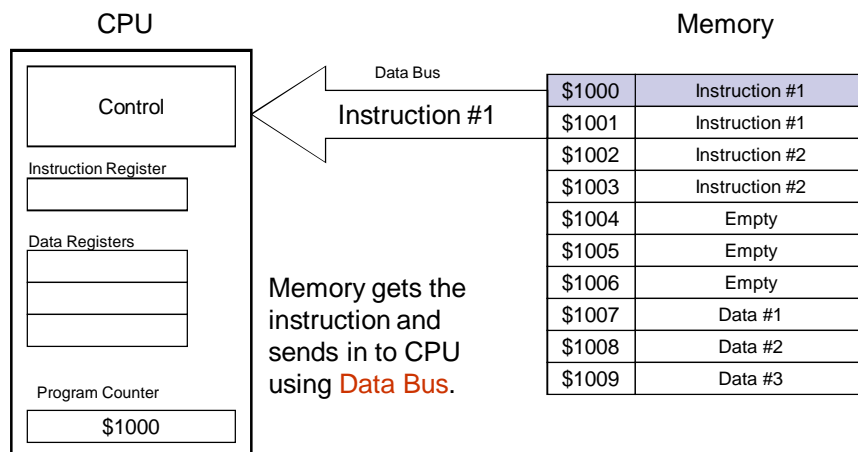 CPU
Memory
Control
Instruction Register
Data Registers
Program Counter
$1000
Data Bus
Instruction #1
Memory gets the
instruction and
sends in to CPU
using Data Bus.
$1000 Instruction #1
$1001 Instruction #1
$1002 Instruction #2
$1003 Instruction #2
$1004 Empty
$1005 Empty
$1006 Empty
$1007 Data #1
$1008 Data #2
$1009 Data #3